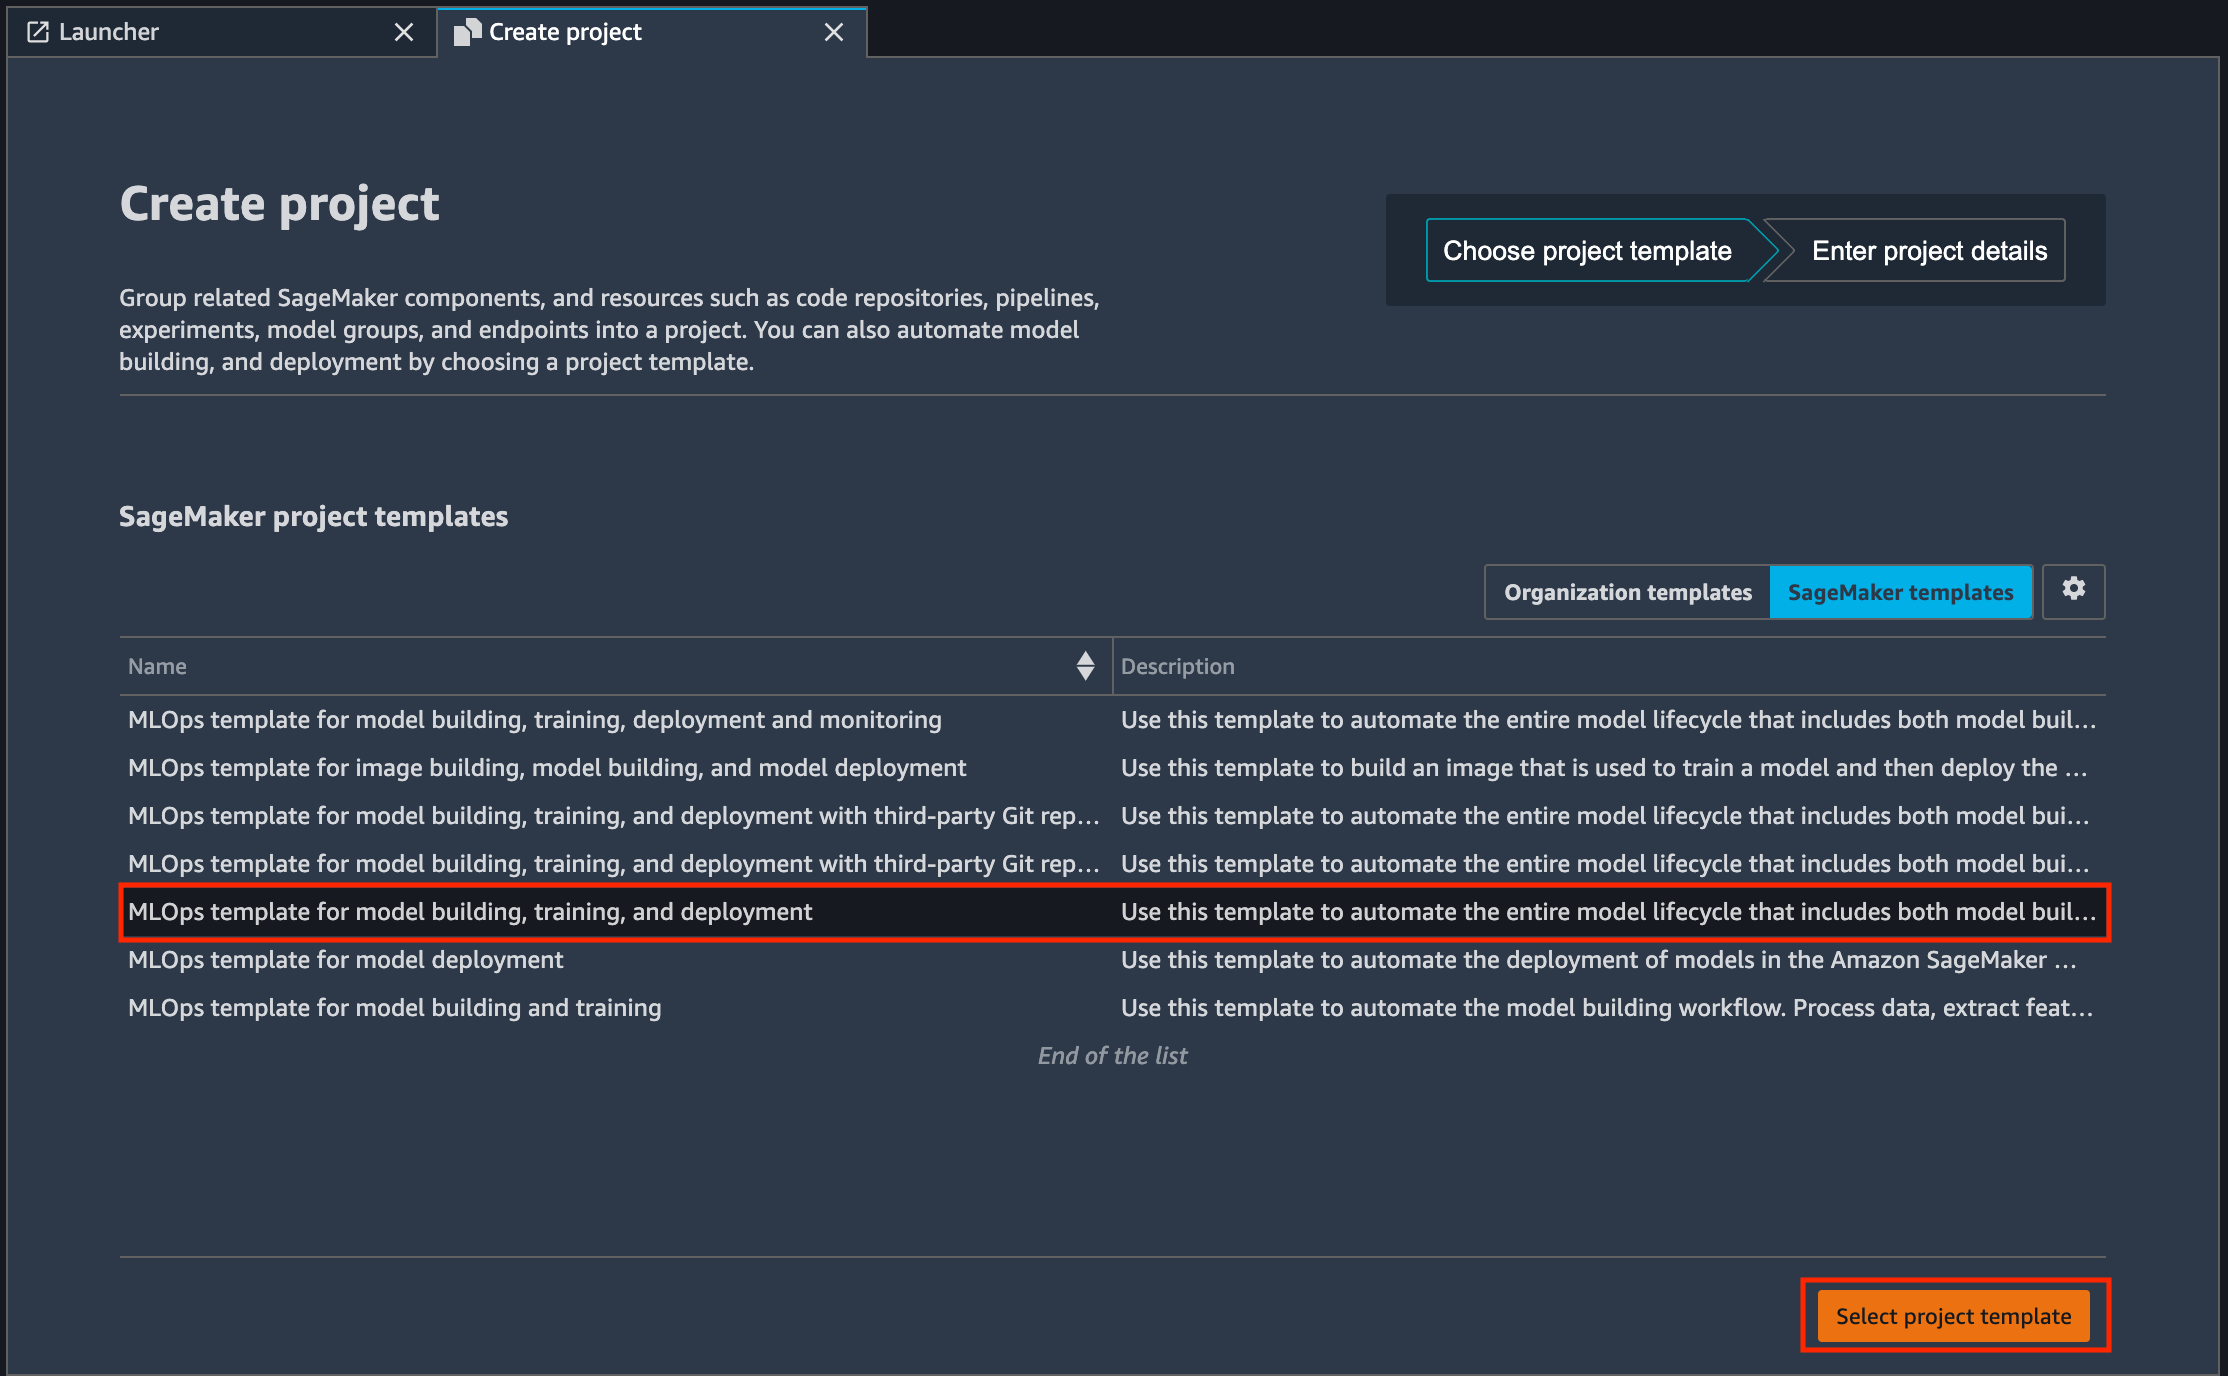 Launcher
Create project
Create project
Choose project template
Enter project details
Group related SageMaker components, and resources such as code repositories, pipelines,
experiments, model groups, and endpoints into a project. You can also automate model
building, and deployment by choosing a project template.
SageMaker project templates
Organization templates
SageMaker templates
Name
Description
MLOps template for model building, training, deployment and monitoring
Use this template to automate the entire model lifecycle that includes both model buil...
MLOps template for image building, model building, and model deployment
Use this template to build an image that is used to train a model and then deploy the ...
MLOps template for model building, training, and deployment with third-party Git rep...
Use this template to automate the entire model lifecycle that includes both model bui...
MLOps template for model building, training, and deployment with third-party Git rep...
Use this template to automate the entire model lifecycle that includes both model bui...
MLOps template for model building, training, and deployment
Use this template to automate the entire model lifecycle that includes both model buil...
MLOps template for model deployment
Use this template to automate the deployment of models in the Amazon SageMaker ...
MLOps template for model building and training
Use this template to automate the model building workflow. Process data, extract feat...
End of the list
Select project template